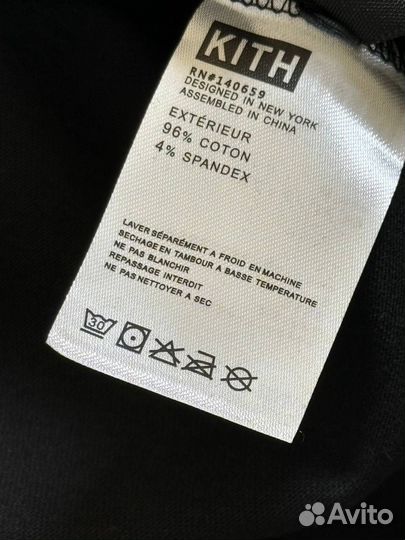 KITH
RN#140659
DESIGNED IN NEW YORK
ASSEMBLED IN CHINA
EXTÉRIEUR
96% COTON
4% SPANDEX
LAVER SÉPARÉMENT A FROID EN MACHINE
SECHAGE EN TAMBOUR A BASSE TEMPERATURE
NE PAS BLANCHIR
REPASSAGE INTERDIT
NE PAS NETTOYER A SEC
30
Avito